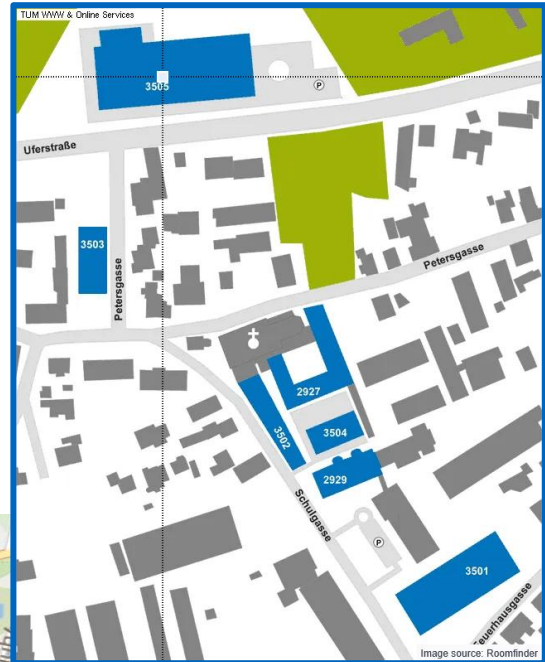 TUM WWW & Online Services
3505
P
Uferstraße
3503
Petersgasse
Petersgasse
2927
3502
3504
2929
Schulgasse
P
3501
Feuerhausgasse
Image source: Roomfinder